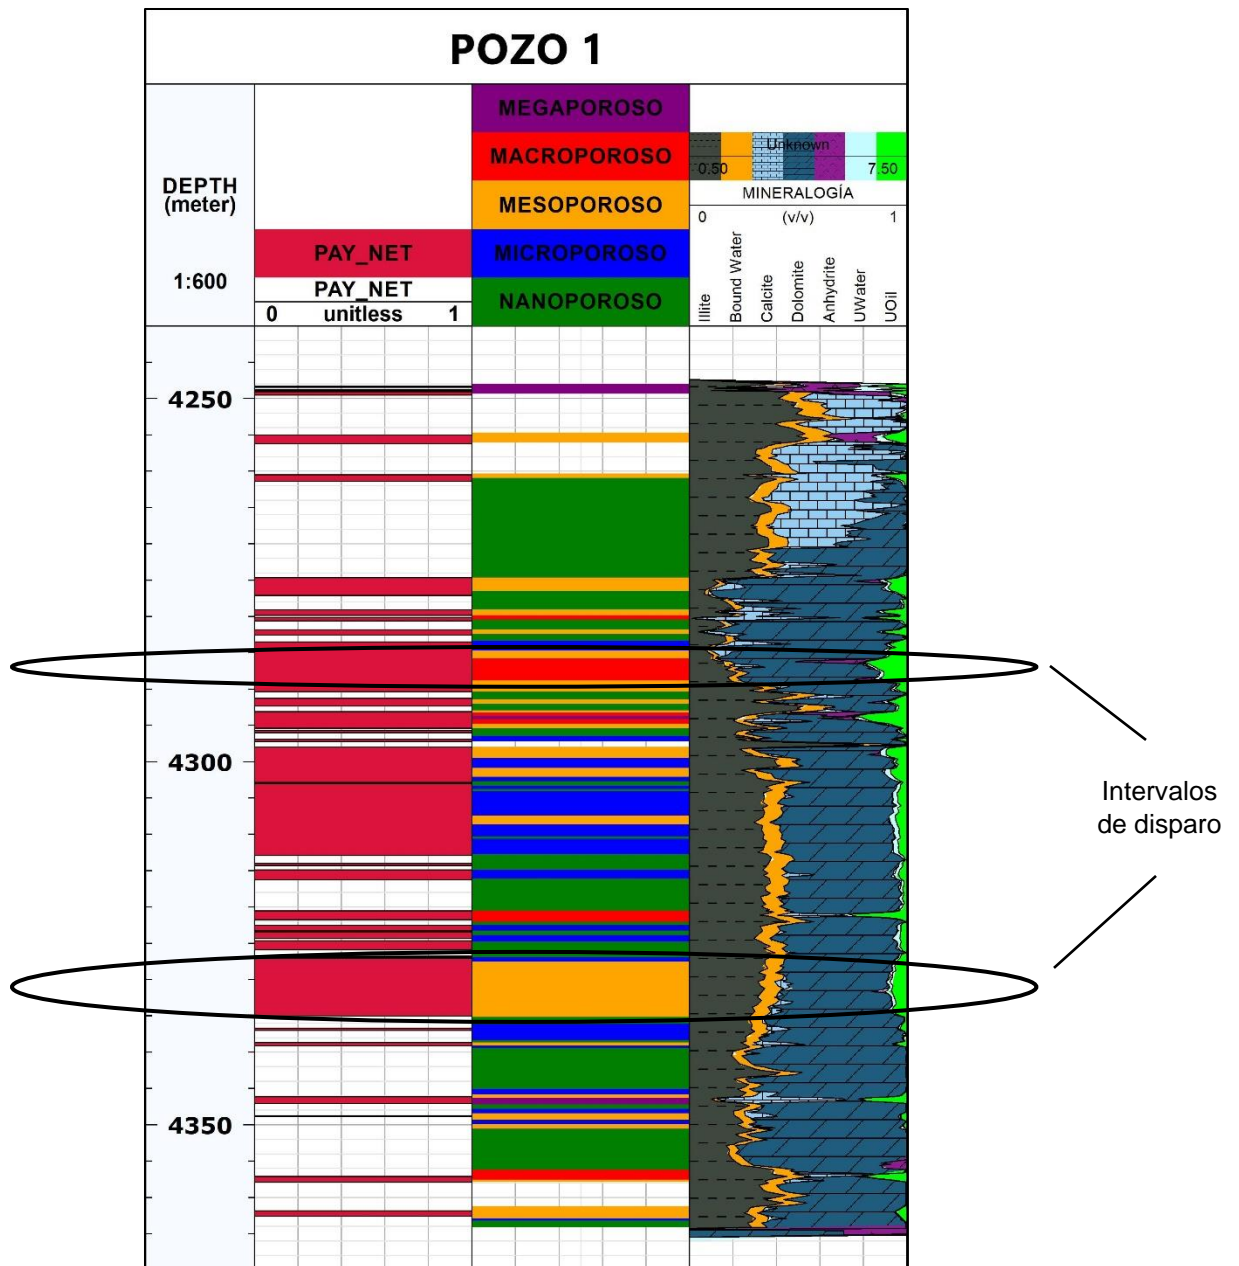 POZO 1
DEPTH
(meter)
1:600
PAY_NET
PAY_NET
0 unitless 1
MEGAPOROSO
MACROPOROSO
MESOPOROSO
MICROPOROSO
NANOPOROSO
Unknown
0.50 7.50
MINERALOGÍA
0 (v/v) 1
Illite
Bound Water
Calcite
Dolomite
Anhydrite
UWater
UOil
4250
4300
Intervalos
de disparo
4350